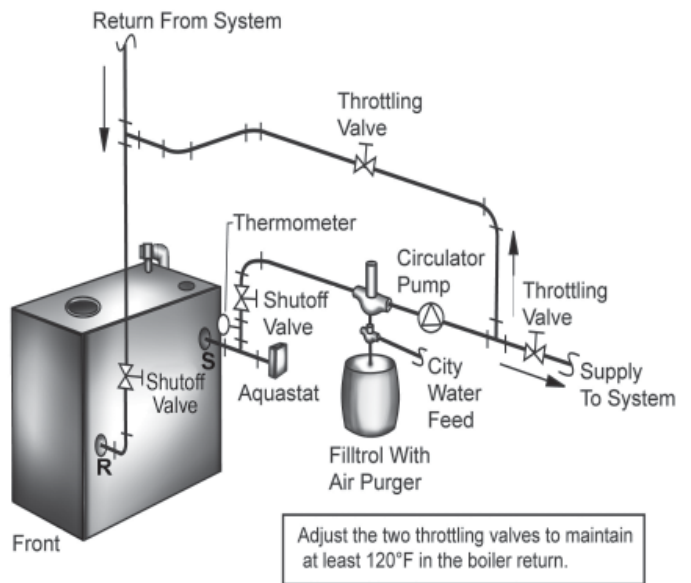 Return From System
Throttling
Valve
Thermometer
Circulator
Pump
Throttling
Valve
Shutoff
Valve
S
Shutoff
Valve
Aquastat
City
Water
Feed
Supply
To System
R
Filltrol With
Air Purger
Front
Adjust the two throttling valves to maintain
at least 120°F in the boiler return.